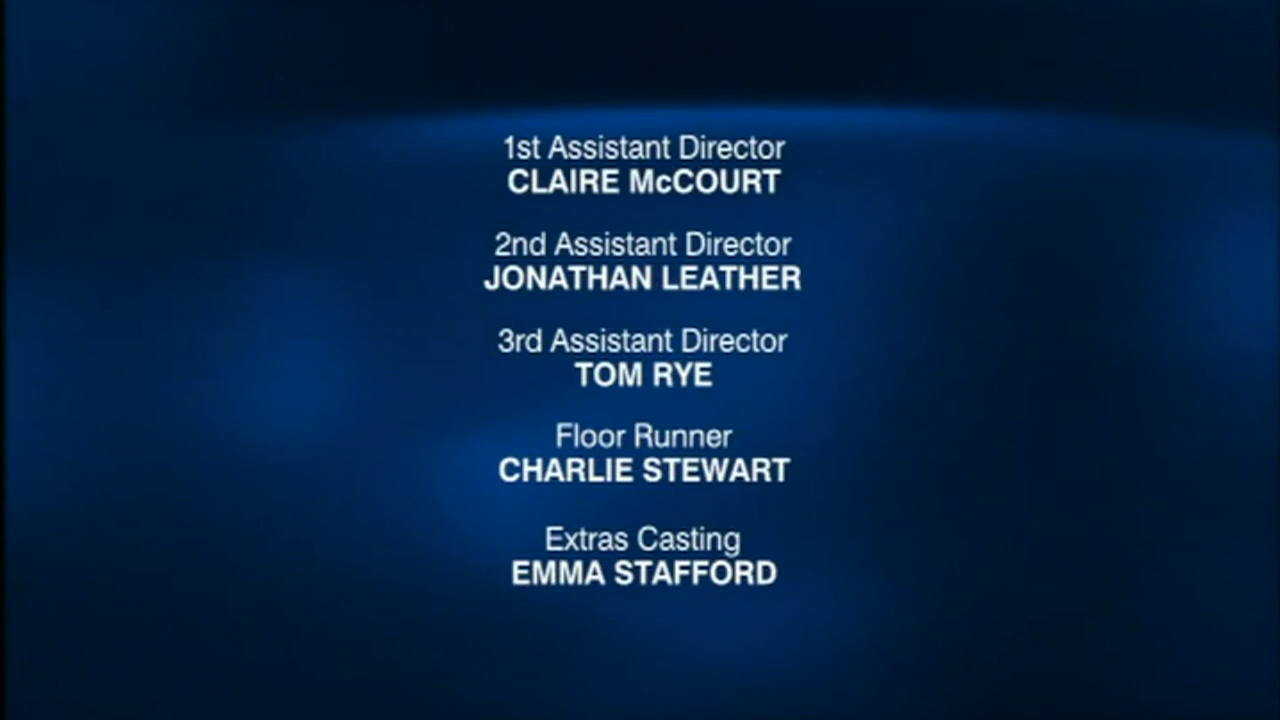 1st Assistant Director
CLAIRE McCOURT
2nd Assistant Director
JONATHAN LEATHER
3rd Assistant Director
TOM RYE
Floor Runner
CHARLIE STEWART
Extras Casting
EMMA STAFFORD